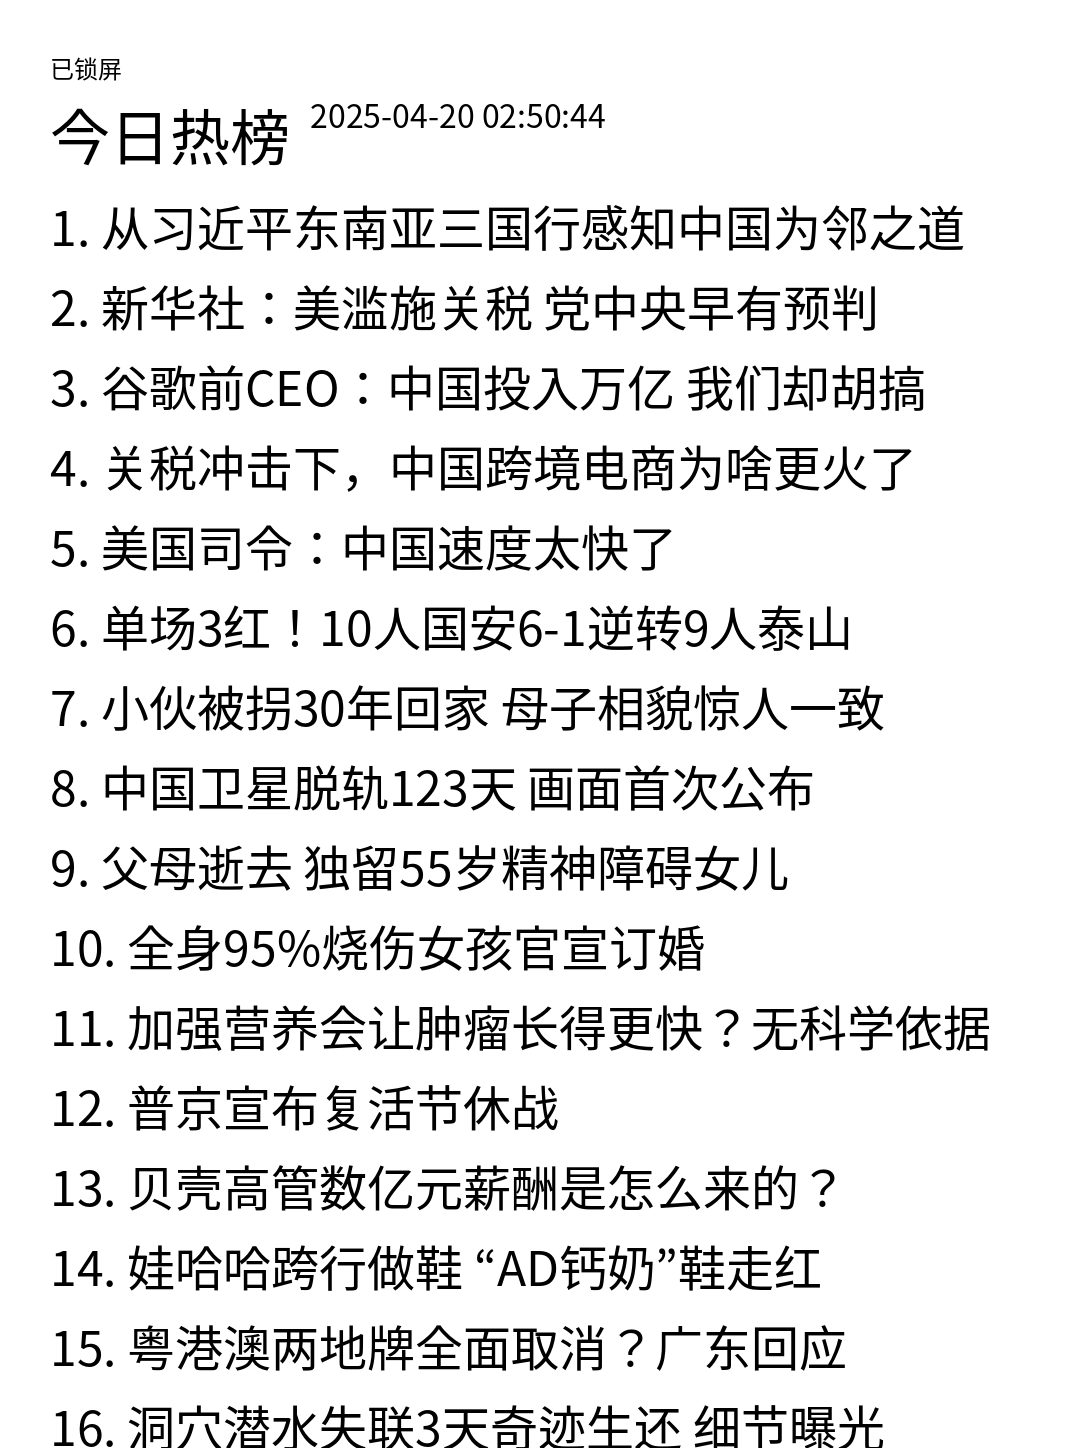 已锁屏
今日热榜 2025-04-20 02:50:44
1. 从习近平东南亚三国行感知中国为邻之道
2. 新华社：美滥施关税 党中央早有预判
3. 谷歌前CEO：中国投入万亿 我们却胡搞
4. 关税冲击下，中国跨境电商为啥更火了
5. 美国司令：中国速度太快了
6. 单场3红！10人国安6-1逆转9人泰山
7. 小伙被拐30年回家 母子相貌惊人一致
8. 中国卫星脱轨123天 画面首次公布
9. 父母逝去 独留55岁精神障碍女儿
10. 全身95%烧伤女孩官宣订婚
11. 加强营养会让肿瘤长得更快？无科学依据
12. 普京宣布复活节休战
13. 贝壳高管数亿元薪酬是怎么来的？
14. 娃哈哈跨行做鞋 “AD钙奶”鞋走红
15. 粤港澳两地牌全面取消？广东回应
16. 洞穴潜水失联3天奇迹生还 细节曝光